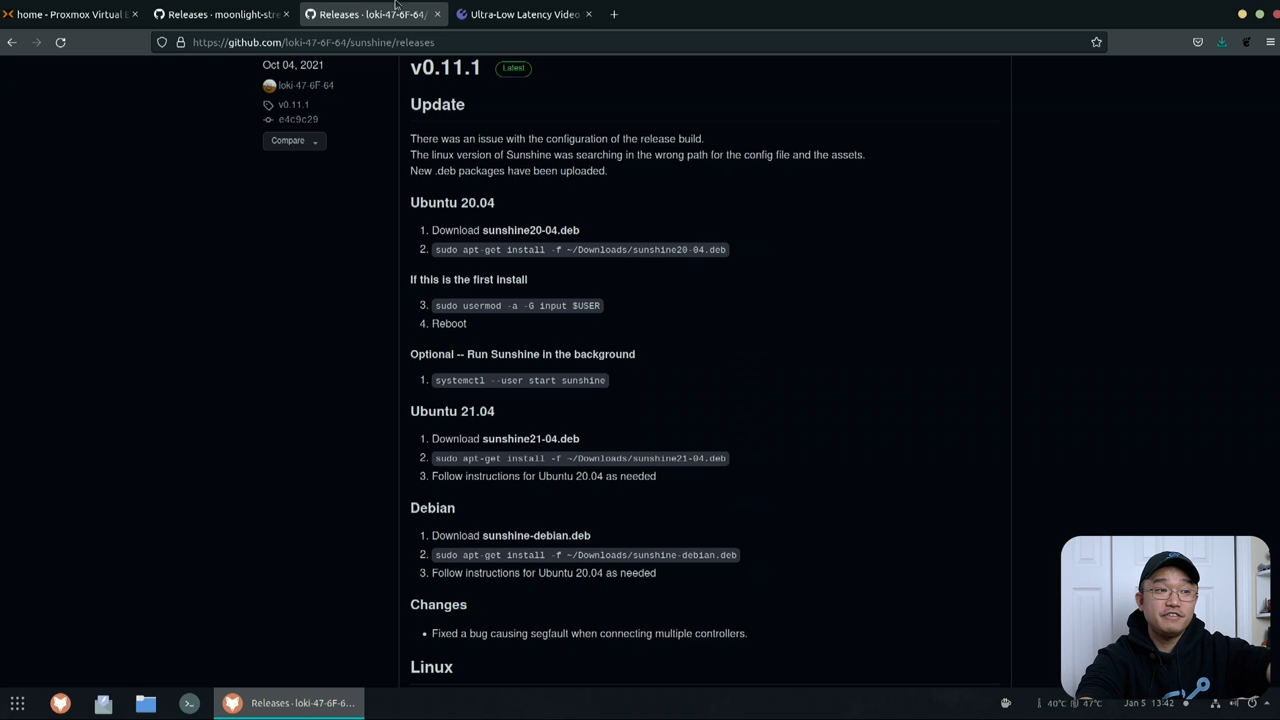 home - Proxmox Virtual E
Releases · moonlight-stre
Releases · loki-47-6F-64/
Ultra-Low Latency Video
https://github.com/loki-47-6F-64/sunshine/releases
Oct 04, 2021
loki-47-6F-64
v0.11.1
e4c9c29
Compare
v0.11.1 Latest
Update
There was an issue with the configuration of the release build.
The linux version of Sunshine was searching in the wrong path for the config file and the assets.
New .deb packages have been uploaded.
Ubuntu 20.04
1. Download sunshine20-04.deb
2. sudo apt-get install -f ~/Downloads/sunshine20-04.deb
If this is the first install
3. sudo usermod -a -G input $USER
4. Reboot
Optional -- Run Sunshine in the background
1. systemctl --user start sunshine
Ubuntu 21.04
1. Download sunshine21-04.deb
2. sudo apt-get install -f ~/Downloads/sunshine21-04.deb
3. Follow instructions for Ubuntu 20.04 as needed
Debian
1. Download sunshine-debian.deb
2. sudo apt-get install -f ~/Downloads/sunshine-debian.deb
3. Follow instructions for Ubuntu 20.04 as needed
Changes
• Fixed a bug causing segfault when connecting multiple controllers.
Linux
Releases · loki-47-6F-6...
40°C 47°C Jan 5 13:42